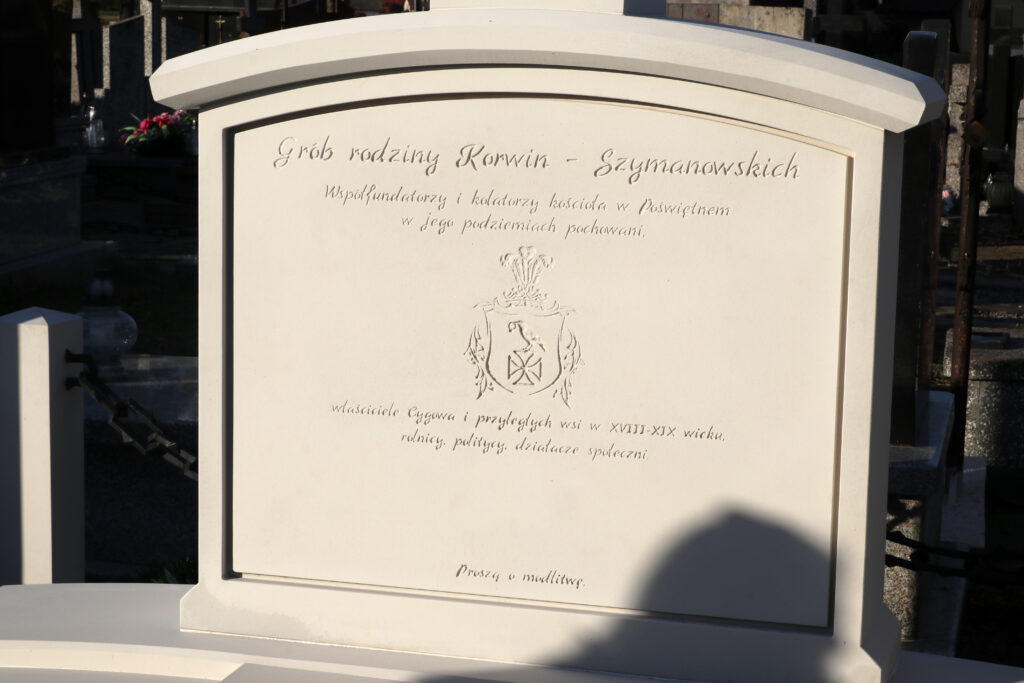 Grób rodziny Korwin - Szymanowskich
Współfundatorzy i kolatorzy kościoła w Poświętnem
w jego podziemiach pochowani,
właściciele Cygowa i przyległych wsi w XVIII-XIX wieku,
rolnicy, politycy, działacze społeczni.
Proszą o modlitwę.